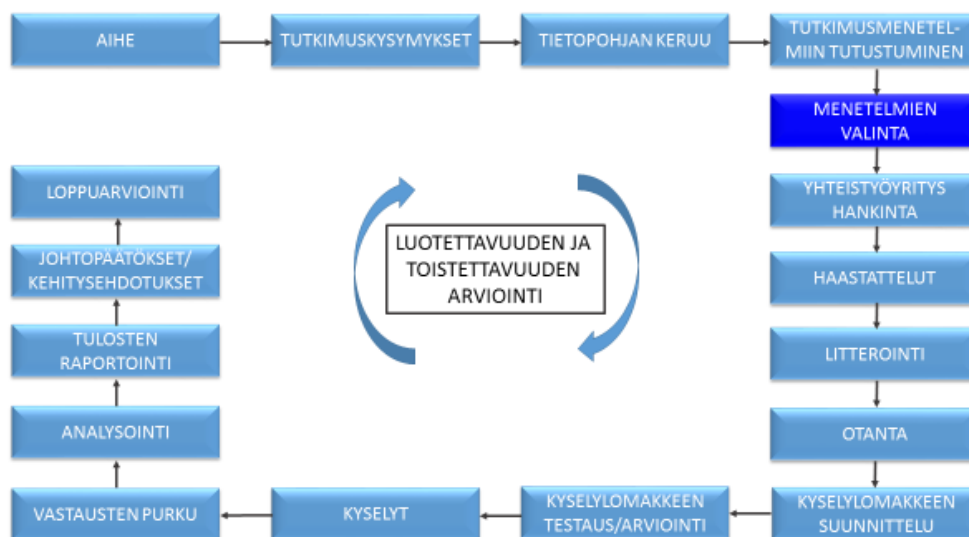 AIHE
TUTKIMUSKYSYMYKSET
TIETOPOHJAN KERUU
TUTKIMUSMENETEL-
MIIN TUTUSTUMINEN
MENETELMIEN
VALINTA
YHTEISTYÖYRITYS
HANKINTA
HAASTATTELUT
LITTEROINTI
OTANTA
KYSELYLOMAKKEEN
SUUNNITTELU
KYSELYLOMAKKEEN
TESTAUS/ARVIOINTI
KYSELYT
VASTAUSTEN PURKU
ANALYSOINTI
TULOSTEN
RAPORTOINTI
JOHTOPÄÄTÖKSET/
KEHITYSEHDOTUKSET
LOPPUARVIOINTI
LUOTETTAVUUDEN JA
TOISTETTAVUUDEN
ARVIOINTI